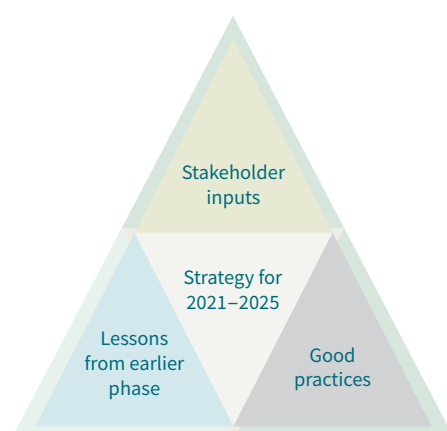 Stakeholder
inputs
Strategy for
2021–2025
Lessons
from earlier
phase
Good
practices